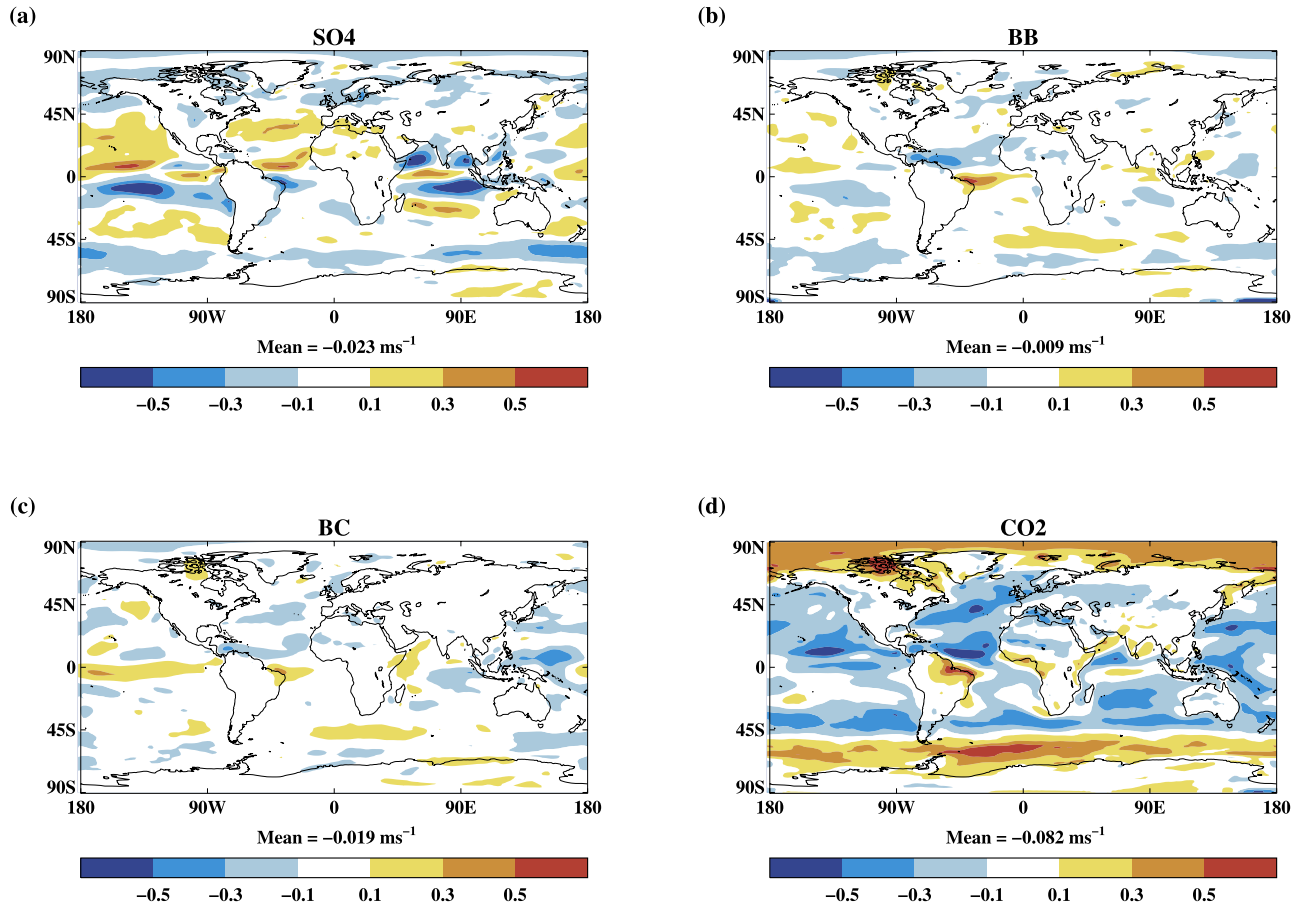 (a)
SO4
90N
45N
0
45S
90S
180 90W 0 90E 180
Mean = −0.023 ms−1
−0.5 −0.3 −0.1 0.1 0.3 0.5
(b)
BB
90N
45N
0
45S
90S
180 90W 0 90E 180
Mean = −0.009 ms−1
−0.5 −0.3 −0.1 0.1 0.3 0.5
(c)
BC
90N
45N
0
45S
90S
180 90W 0 90E 180
Mean = −0.019 ms−1
−0.5 −0.3 −0.1 0.1 0.3 0.5
(d)
CO2
90N
45N
0
45S
90S
180 90W 0 90E 180
Mean = −0.082 ms−1
−0.5 −0.3 −0.1 0.1 0.3 0.5